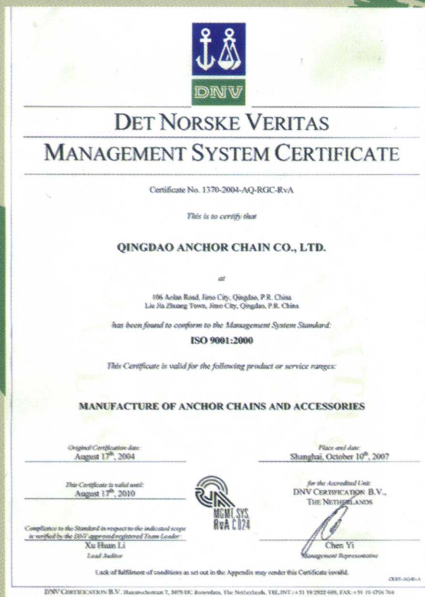 DNV
DET NORSKE VERITAS
MANAGEMENT SYSTEM CERTIFICATE
Certificate No. 1370-2004-AQ-RGC-RvA
This is to certify that
QINGDAO ANCHOR CHAIN CO., LTD.
at
106 Aolan Road, Jimo City, Qingdao, P.R. China
Liu Jia Zhuang Town, Jimo City, Qingdao, P.R. China
has been found to conform to the Management System Standard:
ISO 9001:2000
This Certificate is valid for the following product or service ranges:
MANUFACTURE OF ANCHOR CHAINS AND ACCESSORIES
Original Certification date:
August 17th, 2004
Place and date:
Shanghai, October 10th, 2007
This Certificate is valid until:
August 17th, 2010
for the Accredited Unit:
DNV CERTIFICATION B.V.,
THE NETHERLANDS
MGMT. SYS.
RvA C 024
Compliance to the Standard in respect to the indicated scope
is verified by the DNV approved/registered Team Leader
Xu Huan Li
Lead Auditor
Chen Yi
Management Representative
Lack of fulfilment of conditions as set out in the Appendix may render this Certificate invalid.
DNV CERTIFICATION B.V. The Netherlands,